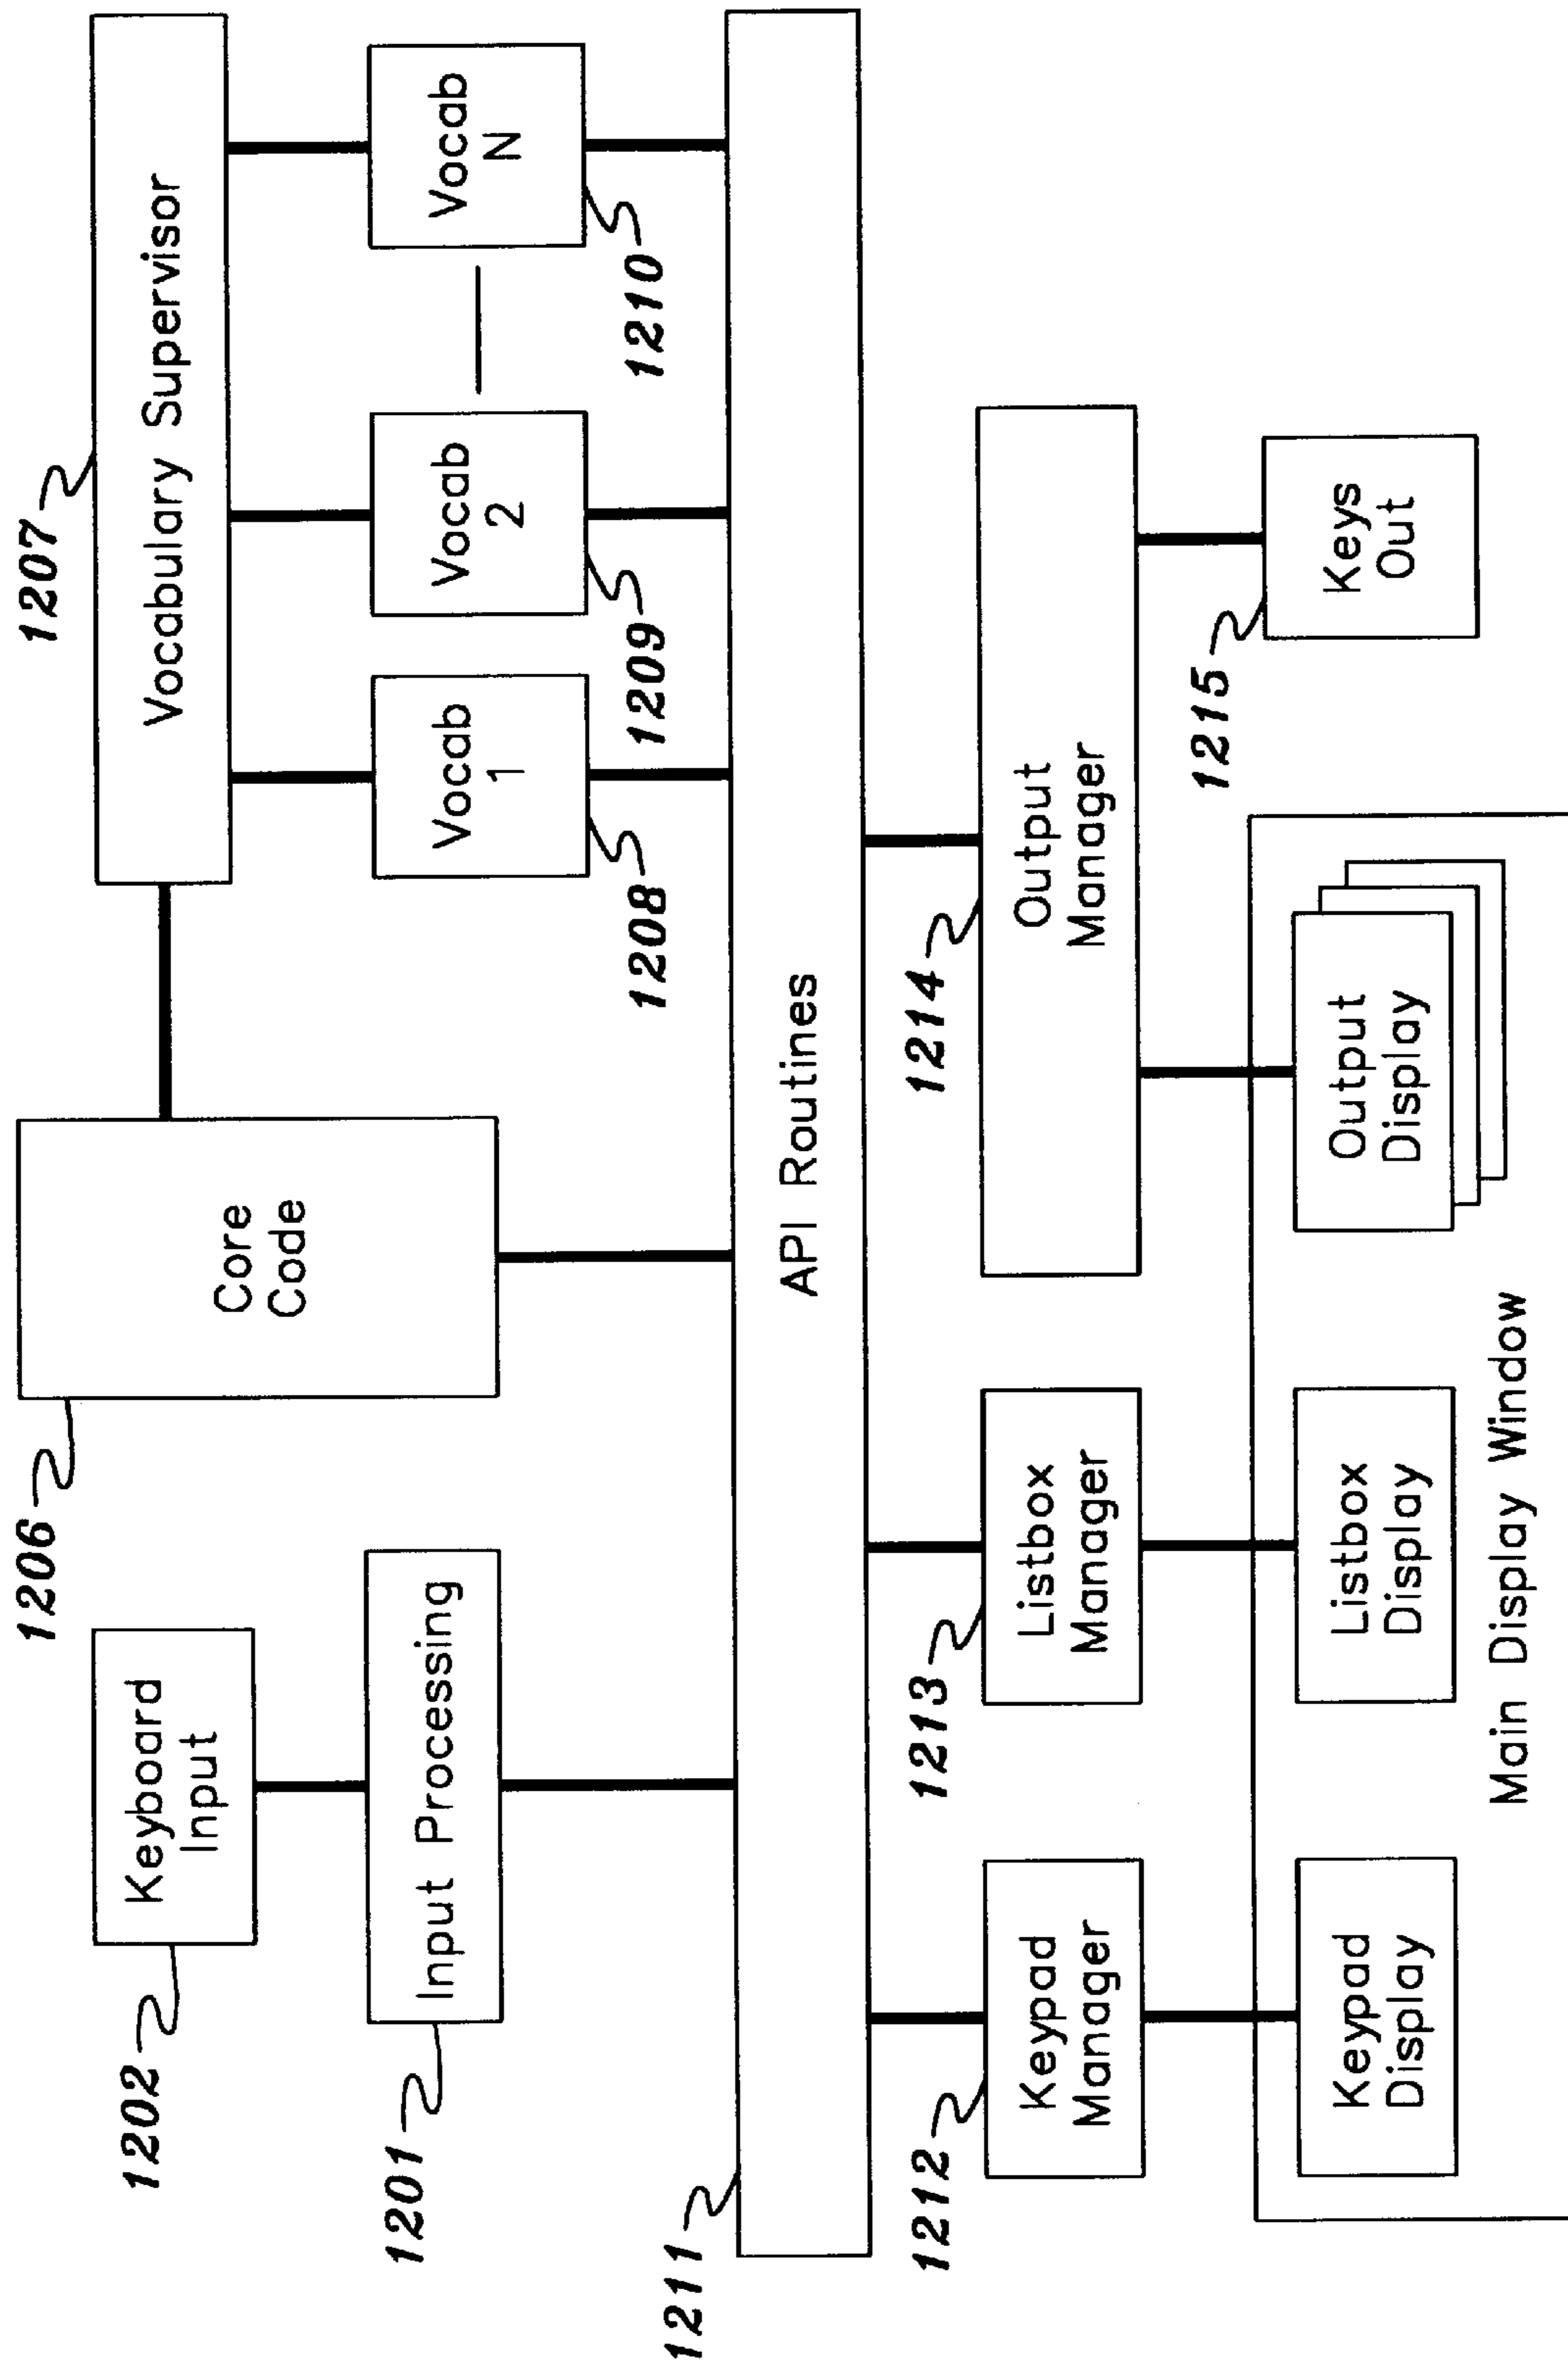 1202
Keyboard
Input
1201
Input Processing
1206
Core
Code
1207
Vocabulary Supervisor
Vocab
1
1208
Vocab
2
1209
Vocab
N
1210
1211
API Routines
1212
Keypad
Manager
1213
Listbox
Manager
1214
Output
Manager
Keypad
Display
Listbox
Display
Output
Display
1215
Keys
Out
Main Display Window